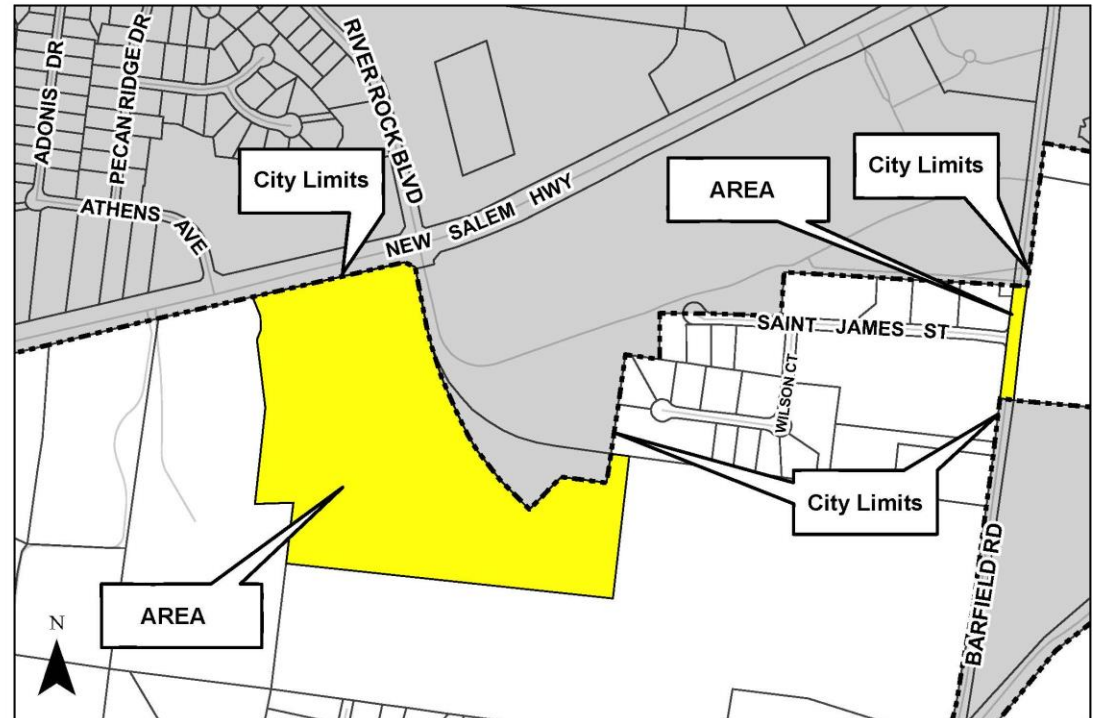 ADONIS DR
PECAN RIDGE DR
RIVER ROCK BLVD
City Limits
City Limits
AREA
ATHENS AVE
NEW SALEM HWY
SAINT JAMES ST
WILSON CT
City Limits
BARFIELD RD
AREA
N